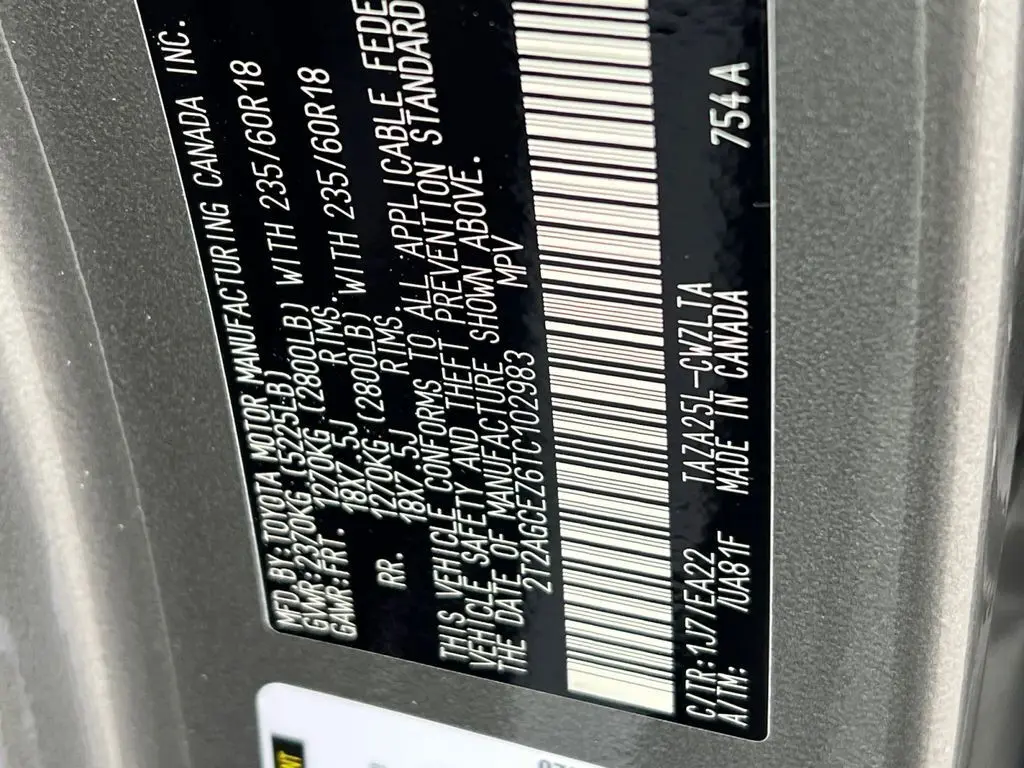 MFD BY:TOYOTA MOTOR MANUFACTURING CANADA INC.
GVWR:2370KG (5225LB)
GAWR:FRT. 1270KG (2800LB) WITH 235/60R18
18X7.5J RIMS.
RR. 1270KG (2800LB) WITH 235/60R18
18X7.5J RIMS.
THIS VEHICLE CONFORMS TO ALL APPLICABLE FEDE
VEHICLE SAFETY AND THEFT PREVENTION STANDARD
THE DATE OF MANUFACTURE SHOWN ABOVE.
2T2AGCEZ6TC102983 MPV
C/TR:1J7/EA22 TAZA25L-CWZLTA 754A
A/TM: /UA81F MADE IN CANADA